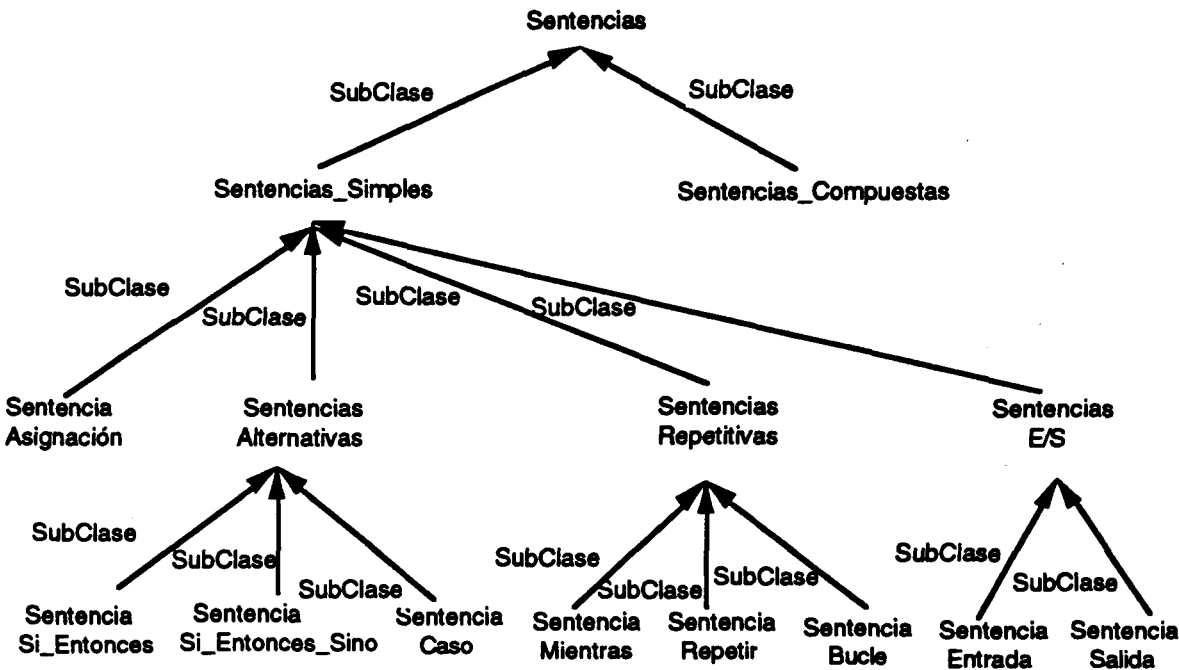 Sentencias
SubClase
SubClase
Sentencias_Simples
Sentencias_Compuestas
SubClase
SubClase
SubClase
SubClase
Sentencia
Asignación
Sentencias
Alternativas
Sentencias
Repetitivas
Sentencias
E/S
SubClase
SubClase
SubClase
SubClase
SubClase
SubClase
SubClase
SubClase
Sentencia
Si_Entonces
Sentencia
Si_Entonces_Sino
Sentencia
Caso
Sentencia
Mientras
Sentencia
Repetir
Sentencia
Bucle
Sentencia
Entrada
Sentencia
Salida